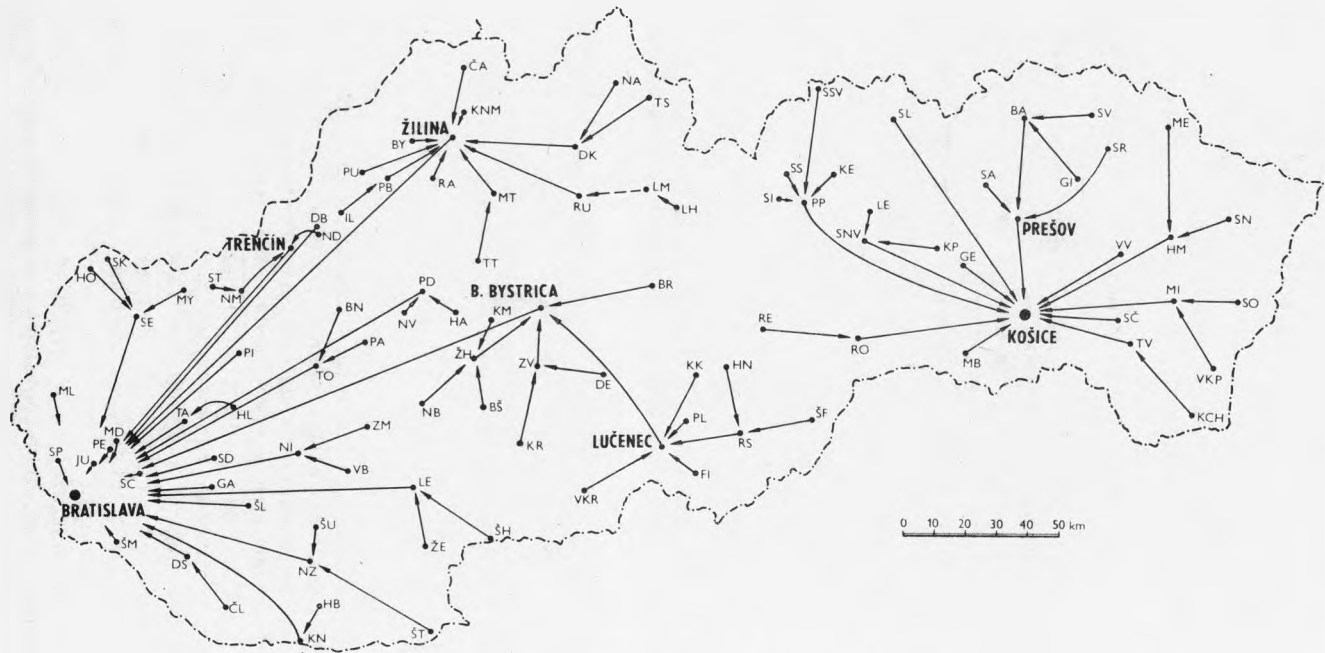 ČA
NA
TS
KNM
ŽILINA
BY
DK
PU
PB
RA
MT
RU
LM
LH
IL
DB
ND
TRENČÍN
TT
SK
HO
ST
NM
MY
SE
BN
PD
NV
HA
B. BYSTRICA
KM
BR
PI
PA
TO
ŽH
ZV
DE
NB
BŠ
KR
ML
TA
HL
MD
PE
SP
JU
SC
SD
NI
ZM
VB
GA
ŠL
LE
BRATISLAVA
ŠM
DS
ČL
ŠU
NZ
ŽE
ŠH
HB
KN
ŠT
KK
HN
PL
ŠF
LUČENEC
RS
FI
VKR
SSV
SL
BA
SV
ME
SR
SS
KE
SA
GI
SI
PP
LE
PREŠOV
SN
SNV
KP
GE
VV
HM
MI
SO
RE
RO
KOŠICE
SČ
TV
MB
VKP
KCH
0 10 20 30 40 50 km